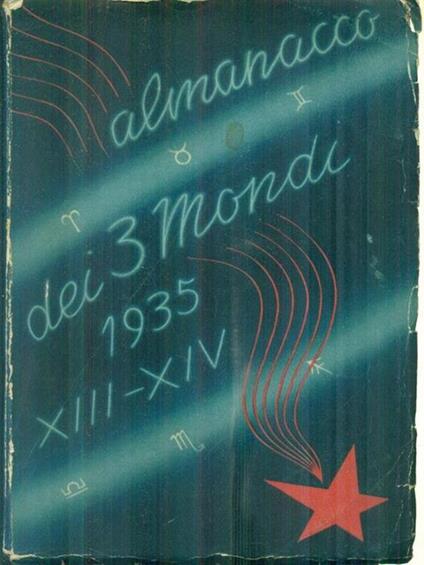 almanacco
dei 3 Mondi
1935
XIII-XIV